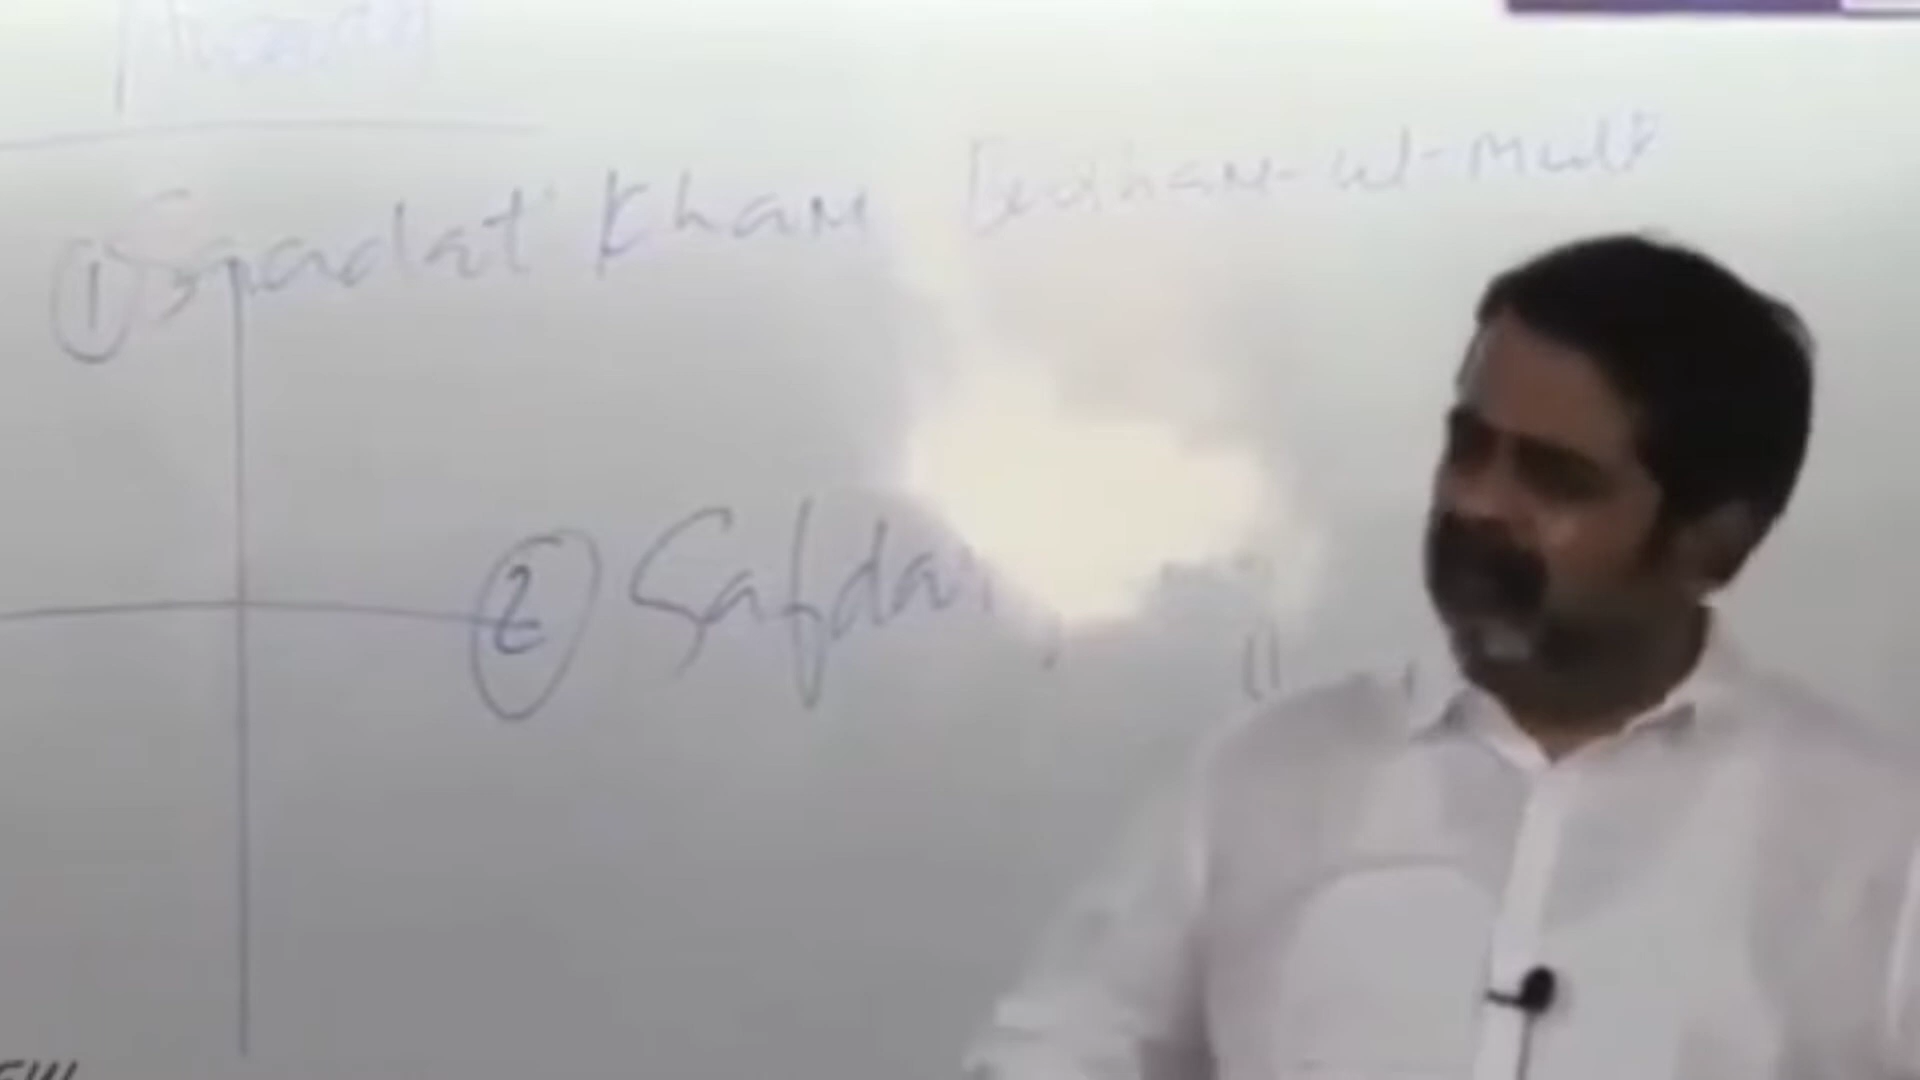 ① Saadat Khan Burhan-ul-Mulk
② Safdar